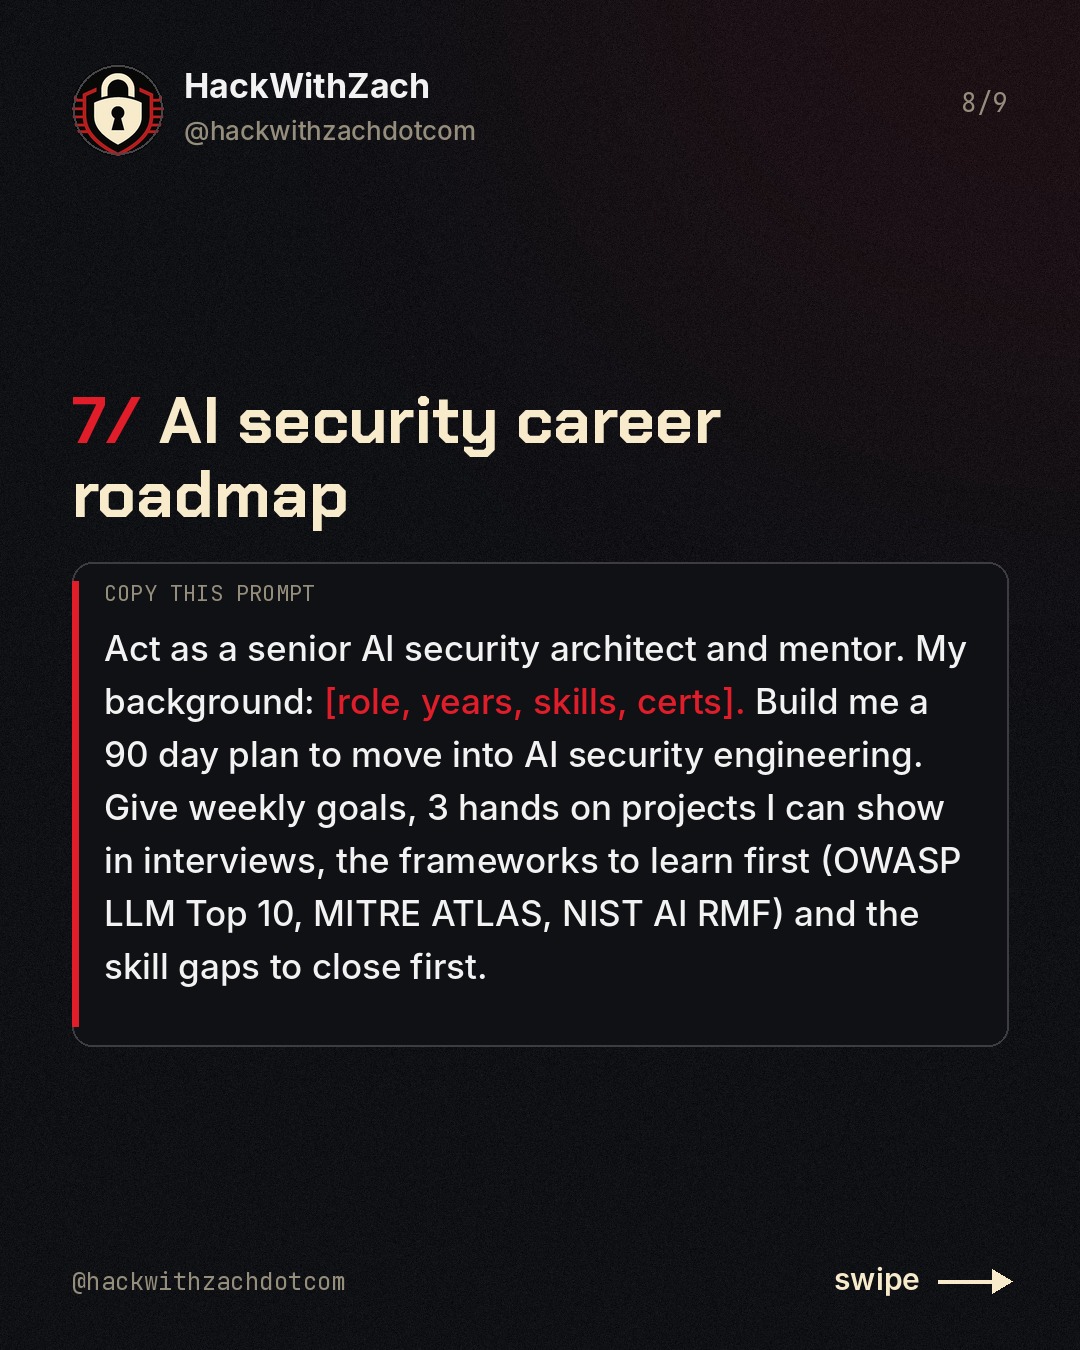 HackWithZach
@hackwithzachdotcom
8/9
7/ AI security career
roadmap
COPY THIS PROMPT
Act as a senior AI security architect and mentor. My
background: [role, years, skills, certs]. Build me a
90 day plan to move into AI security engineering.
Give weekly goals, 3 hands on projects I can show
in interviews, the frameworks to learn first (OWASP
LLM Top 10, MITRE ATLAS, NIST AI RMF) and the
skill gaps to close first.
@hackwithzachdotcom
swipe